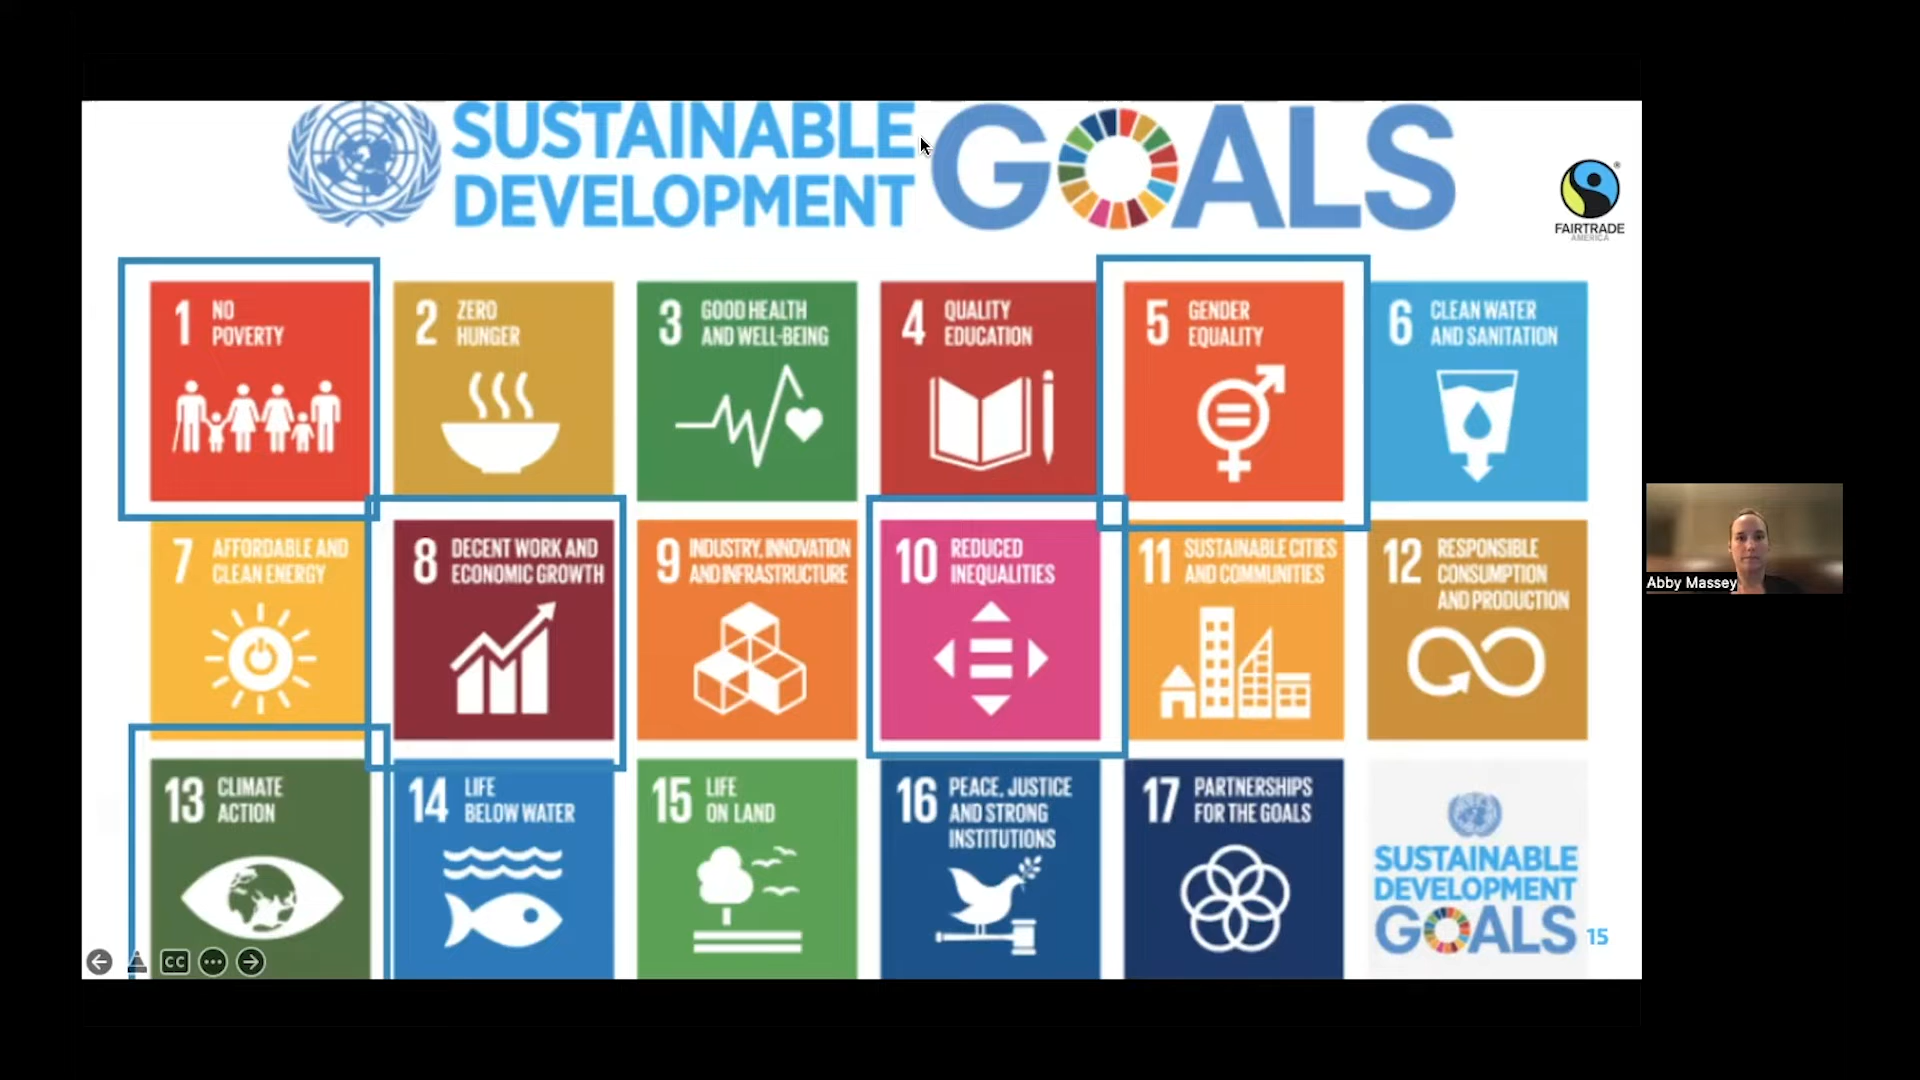 SUSTAINABLE
DEVELOPMENT
GOALS
FAIRTRADE
AMERICA
1 NO
POVERTY
2 ZERO
HUNGER
3 GOOD HEALTH
AND WELL-BEING
4 QUALITY
EDUCATION
5 GENDER
EQUALITY
6 CLEAN WATER
AND SANITATION
7 AFFORDABLE AND
CLEAN ENERGY
8 DECENT WORK AND
ECONOMIC GROWTH
9 INDUSTRY, INNOVATION
AND INFRASTRUCTURE
10 REDUCED
INEQUALITIES
11 SUSTAINABLE CITIES
AND COMMUNITIES
12 RESPONSIBLE
CONSUMPTION
AND PRODUCTION
Abby Massey
13 CLIMATE
ACTION
14 LIFE
BELOW WATER
15 LIFE
ON LAND
16 PEACE, JUSTICE
AND STRONG
INSTITUTIONS
17 PARTNERSHIPS
FOR THE GOALS
SUSTAINABLE
DEVELOPMENT
GOALS
15
CC